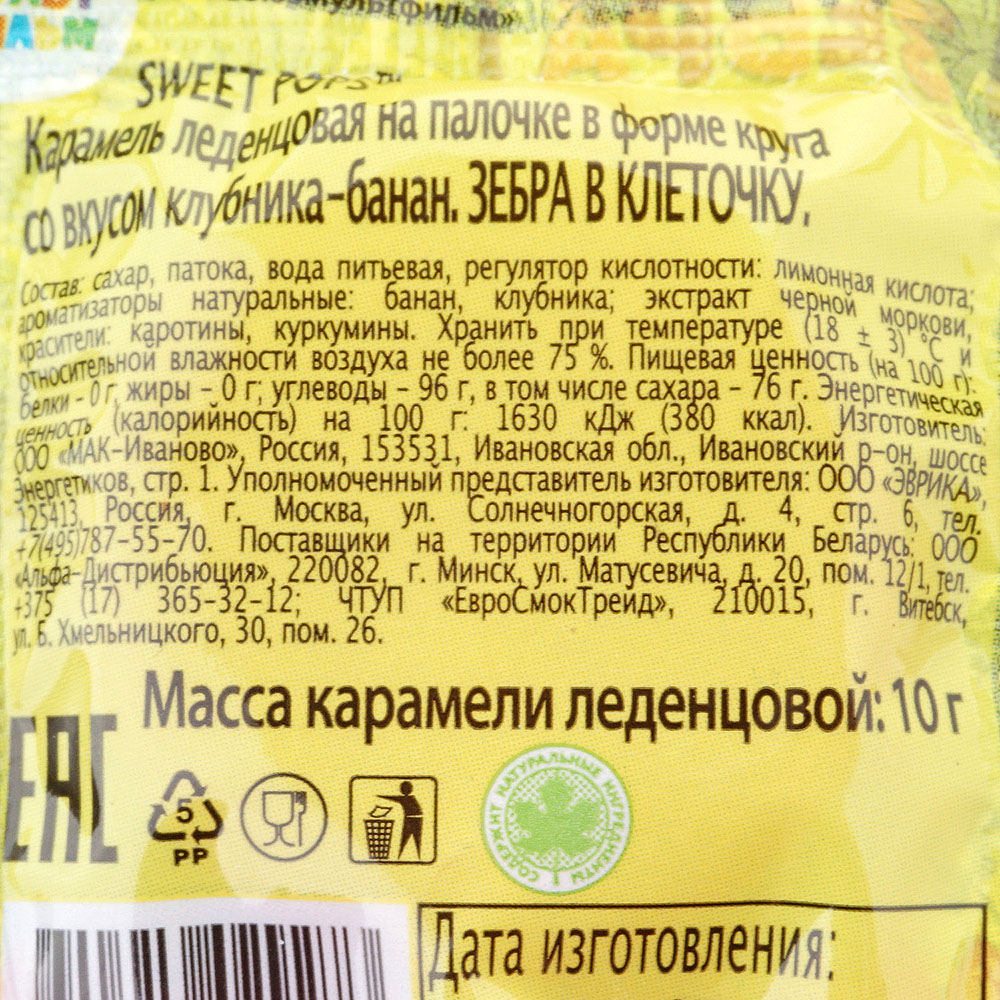 мультфильм»
SWEET POPS™
Карамель леденцовая на палочке в форме круга
со вкусом клубника-банан. ЗЕБРА В КЛЕТОЧКУ.
Состав: сахар, патока, вода питьевая, регулятор кислотности: лимонная кислота;
ароматизаторы натуральные: банан, клубника; экстракт черной моркови,
красители: каротины, куркумины. Хранить при температуре (18 ± 3) °С и
относительной влажности воздуха не более 75 %. Пищевая ценность (на 100 г):
белки - 0 г, жиры - 0 г; углеводы - 96 г, в том числе сахара - 76 г. Энергетическая
ценность (калорийность) на 100 г: 1630 кДж (380 ккал). Изготовитель:
ООО «МАК-Иваново», Россия, 153531, Ивановская обл., Ивановский р-он, шоссе
Энергетиков, стр. 1. Уполномоченный представитель изготовителя: ООО «ЭВРИКА»,
125413, Россия, г. Москва, ул. Солнечногорская, д. 4, стр. 6, тел.
+7(495)787-55-70. Поставщики на территории Республики Беларусь: ООО
«Альфа-Дистрибьюция», 220082, г. Минск, ул. Матусевича, д. 20, пом. 12/1, тел.
+375 (17) 365-32-12; ЧТУП «ЕвроСмокТрейд», 210015, г. Витебск,
ул. Б. Хмельницкого, 30, пом. 26.
Масса карамели леденцовой: 10 г
EAC
5
PP
СОДЕРЖИТ НАТУРАЛЬНЫЕ ИНГРЕДИЕНТЫ
Дата изготовления: